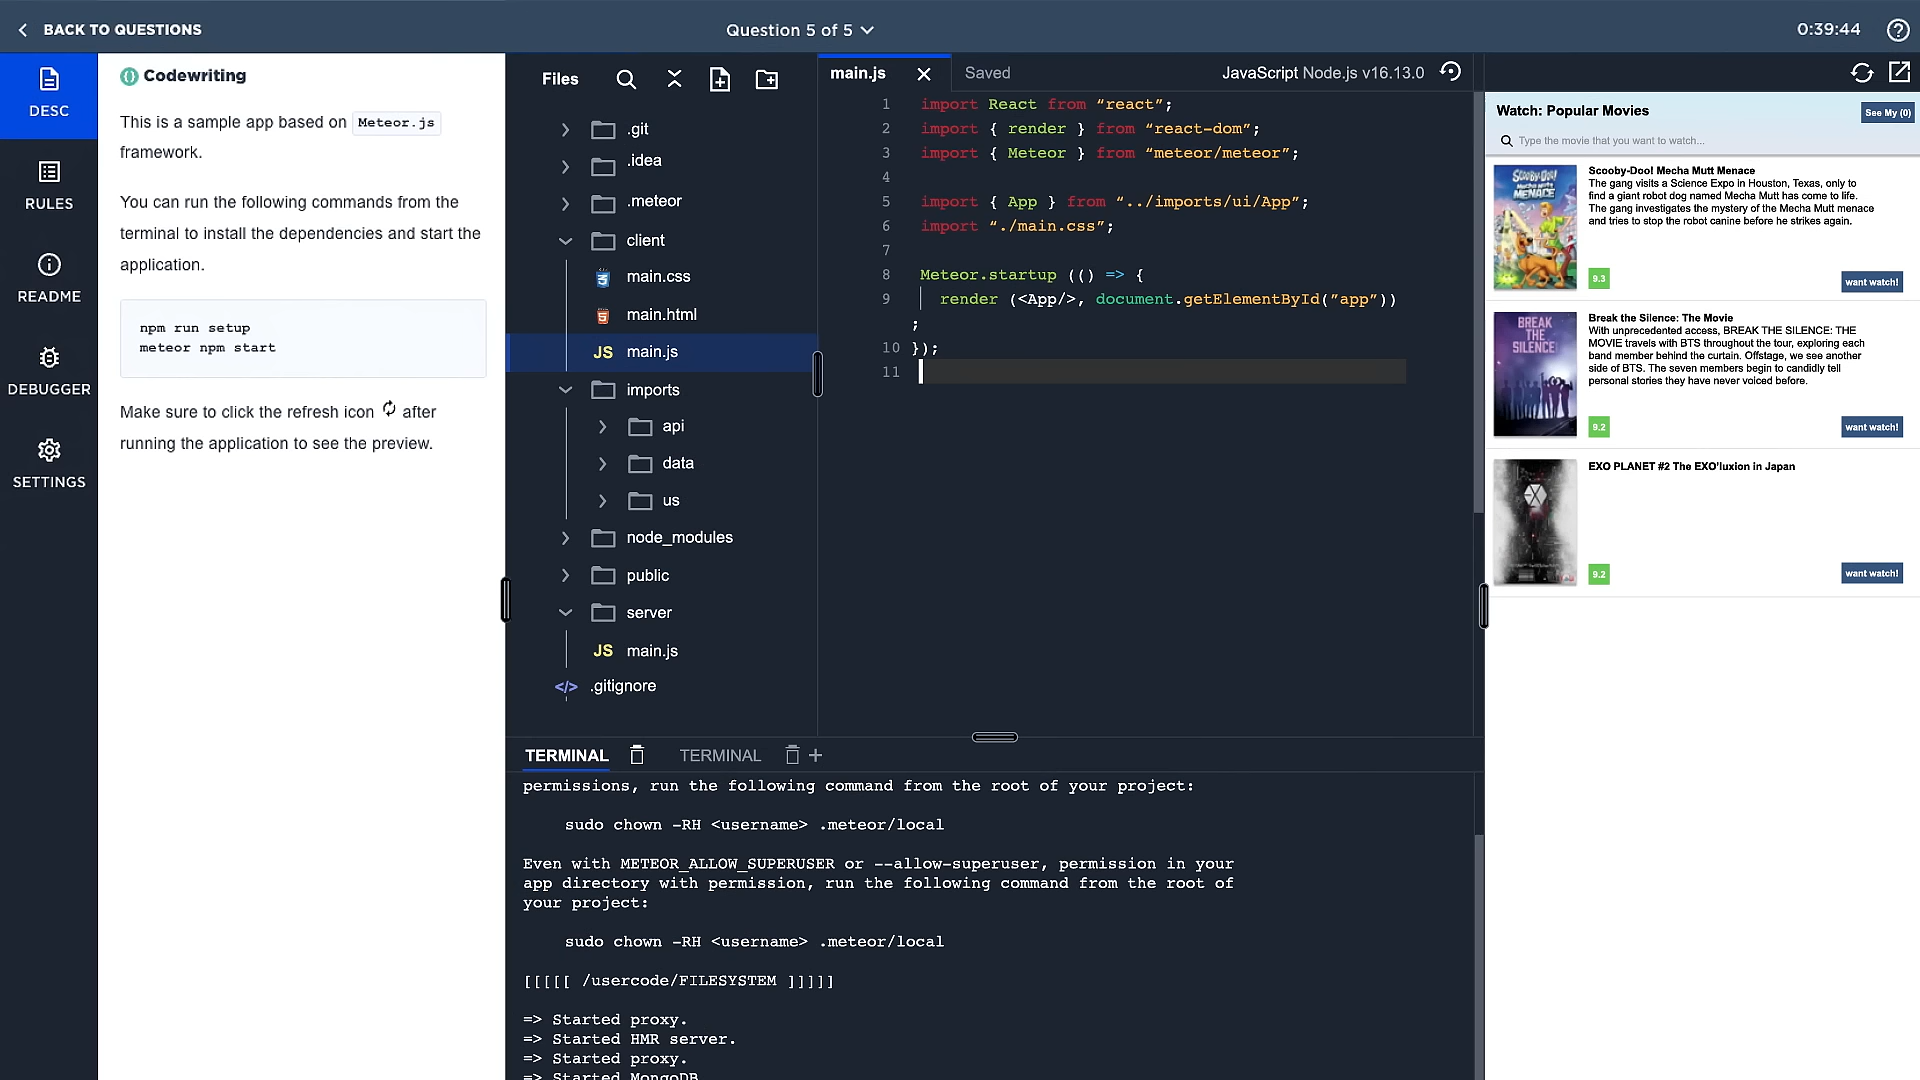 BACK TO QUESTIONS
Question 5 of 5
0:39:44
DESC
RULES
README
DEBUGGER
SETTINGS
Codewriting
This is a sample app based on Meteor.js
framework.
You can run the following commands from the
terminal to install the dependencies and start the
application.
npm run setup
meteor npm start
Make sure to click the refresh icon after
running the application to see the preview.
Files
.git
.idea
.meteor
client
main.css
main.html
JS main.js
imports
api
data
us
node_modules
public
server
JS main.js
</> .gitignore
main.js
Saved
JavaScript Node.js v16.13.0
1 import React from “react”;
2 import { render } from “react-dom”;
3 import { Meteor } from “meteor/meteor”;
4
5 import { App } from “../imports/ui/App”;
6 import “./main.css”;
7
8 Meteor.startup (() => {
9 render (<App/>, document.getElementById(”app”))
;
10 });
11
TERMINAL
TERMINAL
permissions, run the following command from the root of your project:
sudo chown -RH <username> .meteor/local
Even with METEOR_ALLOW_SUPERUSER or --allow-superuser, permission in your
app directory with permission, run the following command from the root of
your project:
sudo chown -RH <username> .meteor/local
[[[[[ /usercode/FILESYSTEM ]]]]]
=> Started proxy.
=> Started HMR server.
=> Started proxy.
=> Started MongoDB
Watch: Popular Movies
See My (0)
Type the movie that you want to watch...
SCOOBY-DOO!
MECHA MUTT
MENACE
Scooby-Doo! Mecha Mutt Menace
The gang visits a Science Expo in Houston, Texas, only to
find a giant robot dog named Mecha Mutt has come to life.
The gang investigates the mystery of the Mecha Mutt menace
and tries to stop the robot canine before he strikes again.
9.3
want watch!
BREAK
THE
SILENCE:
Break the Silence: The Movie
With unprecedented access, BREAK THE SILENCE: THE
MOVIE travels with BTS throughout the tour, exploring each
band member behind the curtain. Offstage, we see another
side of BTS. The seven members begin to candidly tell
personal stories they have never voiced before.
9.2
want watch!
EXO PLANET #2 The EXO'luxion in Japan
9.2
want watch!